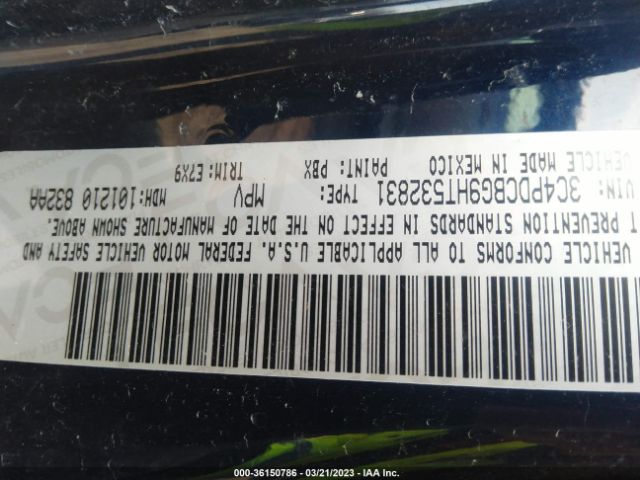 VEHICLE CONFORMS TO ALL APPLICABLE U.S.A. FEDERAL MOTOR VEHICLE SAFETY AND
T PREVENTION STANDARDS IN EFFECT ON THE DATE OF MANUFACTURE SHOWN ABOVE.
VIN: 3C4PDCBG9HT532831 TYPE: MPV MDH: 101210 832AA
VEHICLE MADE IN MEXICO PAINT: PBX TRIM: E7X9
000-36150786 - 03/21/2023 - IAA Inc.